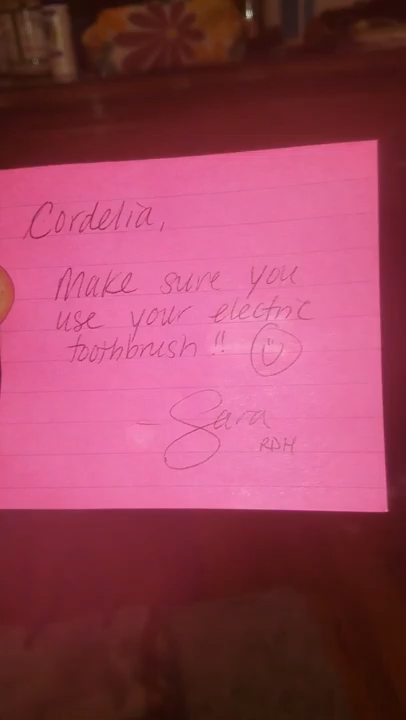 Cordelia,
Make sure you
use your electric
toothbrush !!
- Sara
RDH